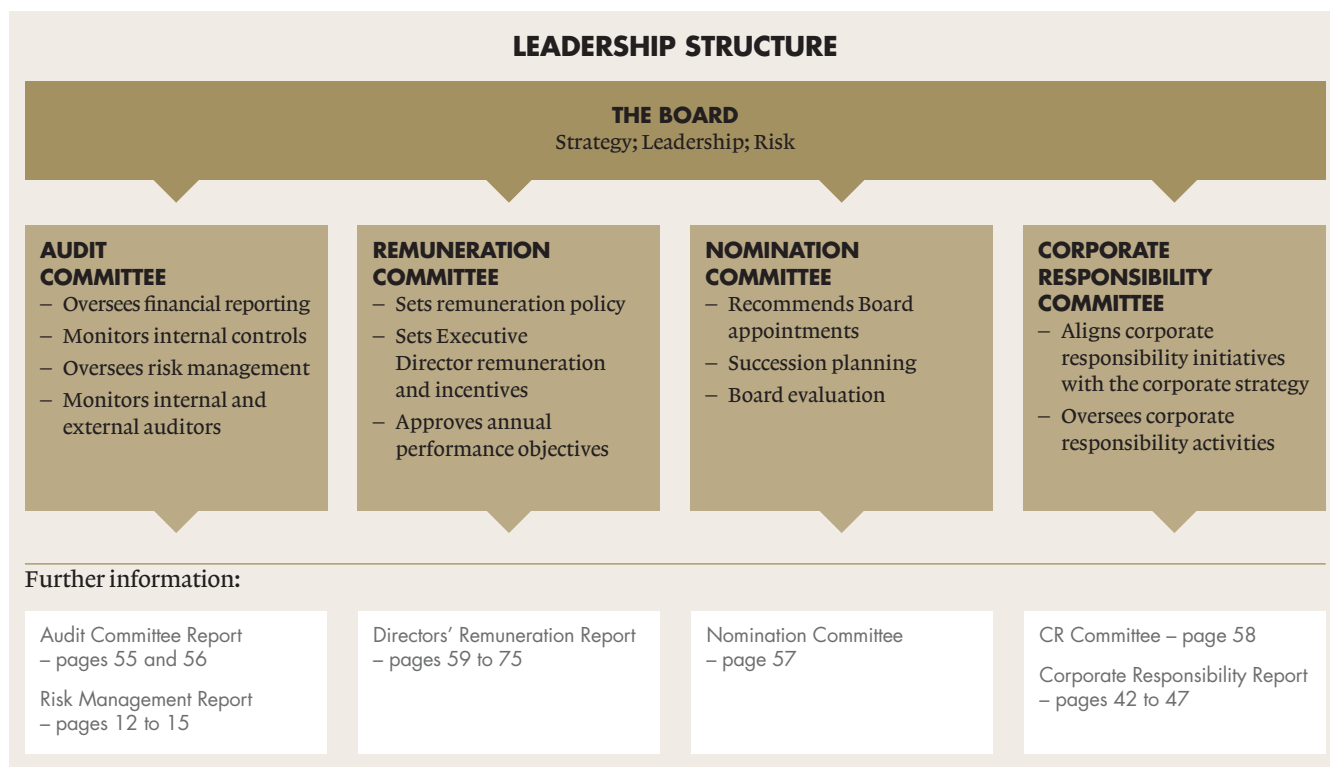 LEADERSHIP STRUCTURE
THE BOARD
Strategy; Leadership; Risk
AUDIT
COMMITTEE
– Oversees financial reporting
– Monitors internal controls
– Oversees risk management
– Monitors internal and
external auditors
REMUNERATION
COMMITTEE
– Sets remuneration policy
– Sets Executive
Director remuneration
and incentives
– Approves annual
performance objectives
NOMINATION
COMMITTEE
– Recommends Board
appointments
– Succession planning
– Board evaluation
CORPORATE
RESPONSIBILITY
COMMITTEE
– Aligns corporate
responsibility initiatives
with the corporate strategy
– Oversees corporate
responsibility activities
Further information:
Audit Committee Report
– pages 55 and 56
Risk Management Report
– pages 12 to 15
Directors’ Remuneration Report
– pages 59 to 75
Nomination Committee
– page 57
CR Committee – page 58
Corporate Responsibility Report
– pages 42 to 47